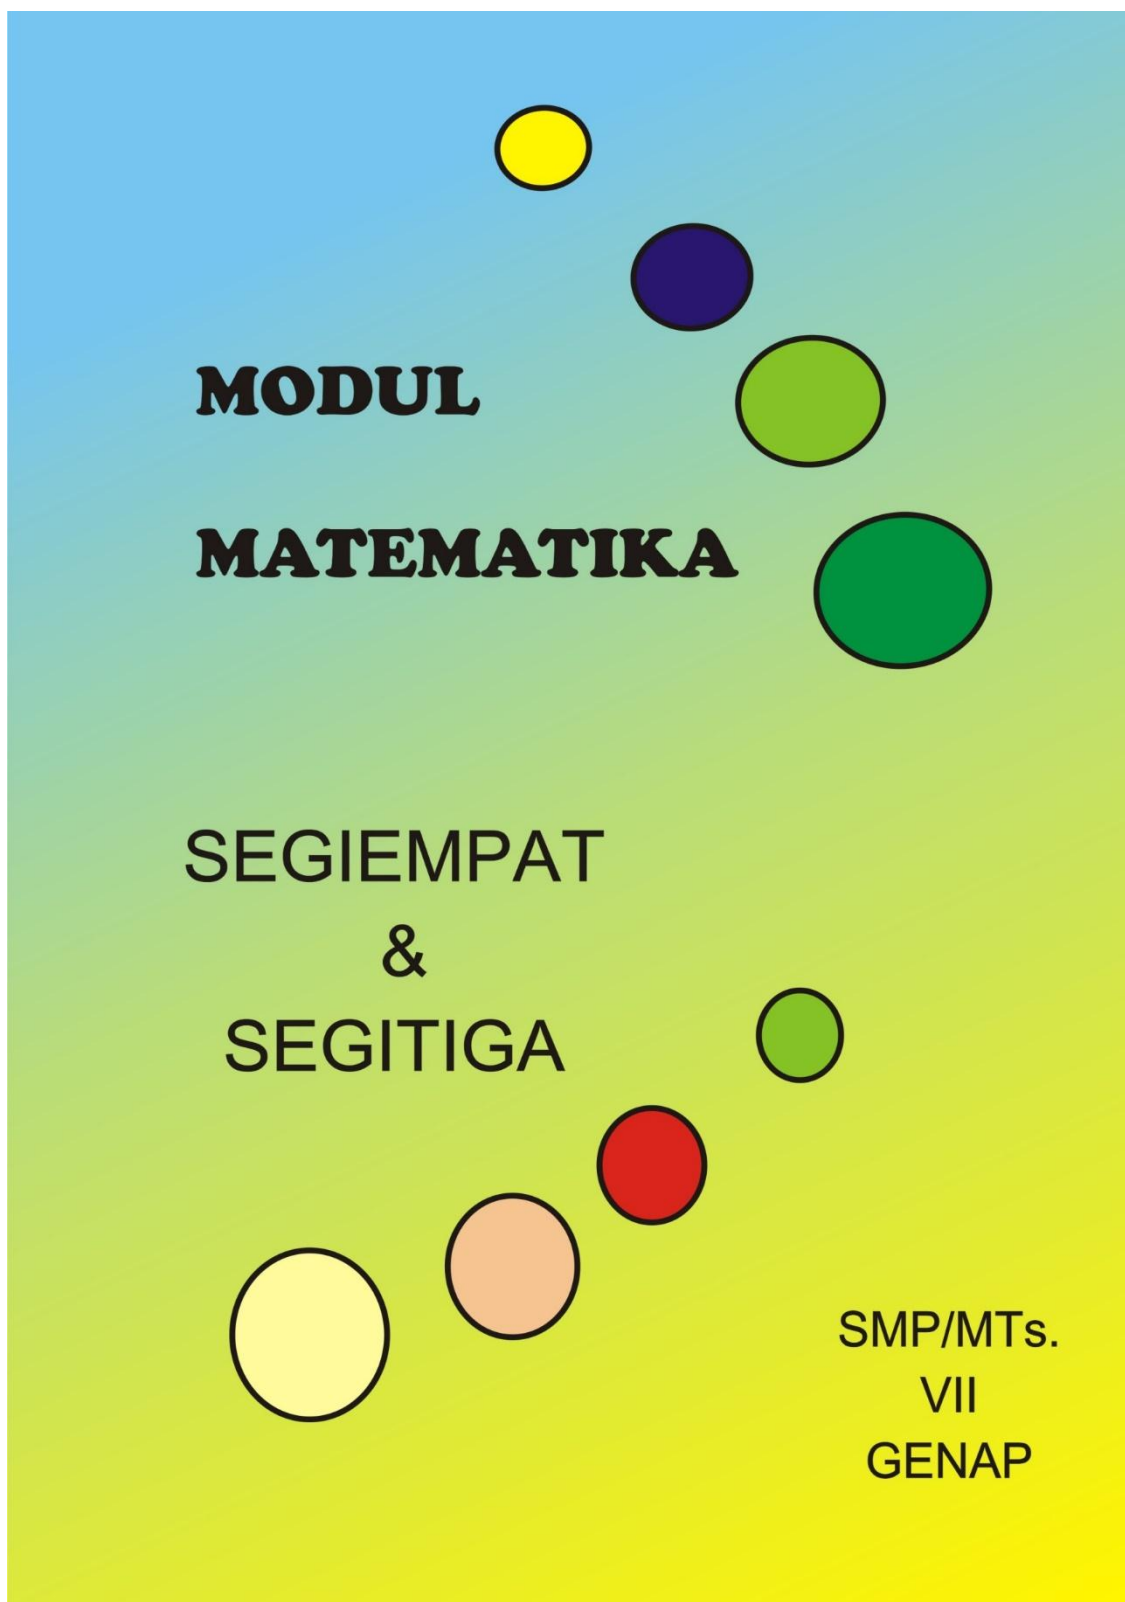 MODUL
MATEMATIKA
SEGIEMPAT
&
SEGITIGA
SMP/MTs.
VII
GENAP